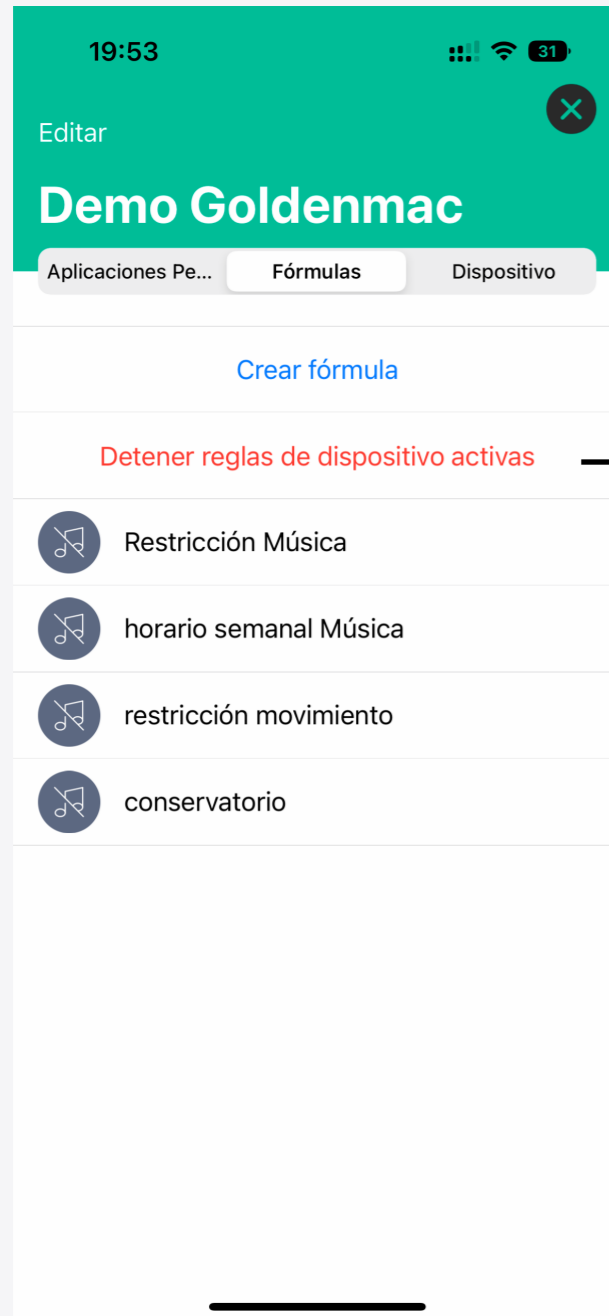 19:53
31
Editar
Demo Goldenmac
Aplicaciones Pe...
Fórmulas
Dispositivo
Crear fórmula
Detener reglas de dispositivo activas
Restricción Música
horario semanal Música
restricción movimiento
conservatorio